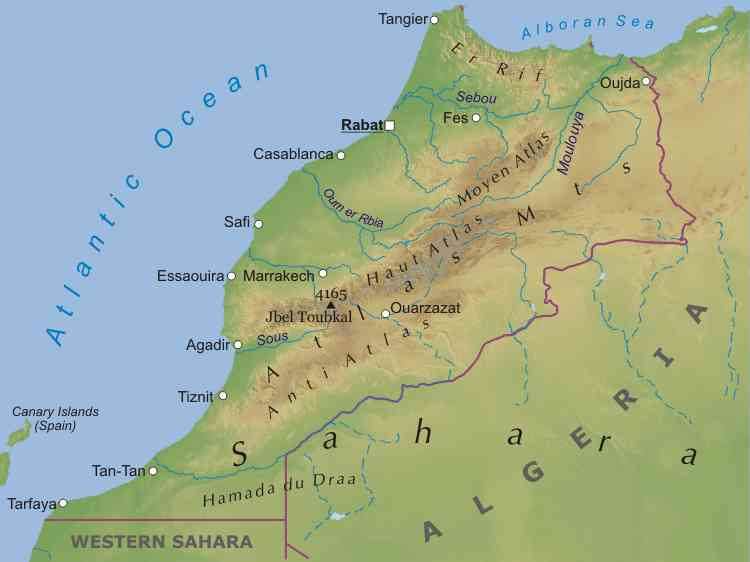 Tangier
Alboran Sea
Er Rif
Oujda
Sebou
Fes
Rabat
Casablanca
Moulouya
Moyen Atlas
Atlantic Ocean
Oum er Rbia
Safi
Haut Atlas
Atlas Mts
Essaouira
Marrakech
4165
Jbel Toubkal
Ouarzazat
Agadir
Sous
Anti Atlas
Tiznit
Canary Islands
(Spain)
Sahara
ALGERIA
Tan-Tan
Hamada du Draa
Tarfaya
WESTERN SAHARA